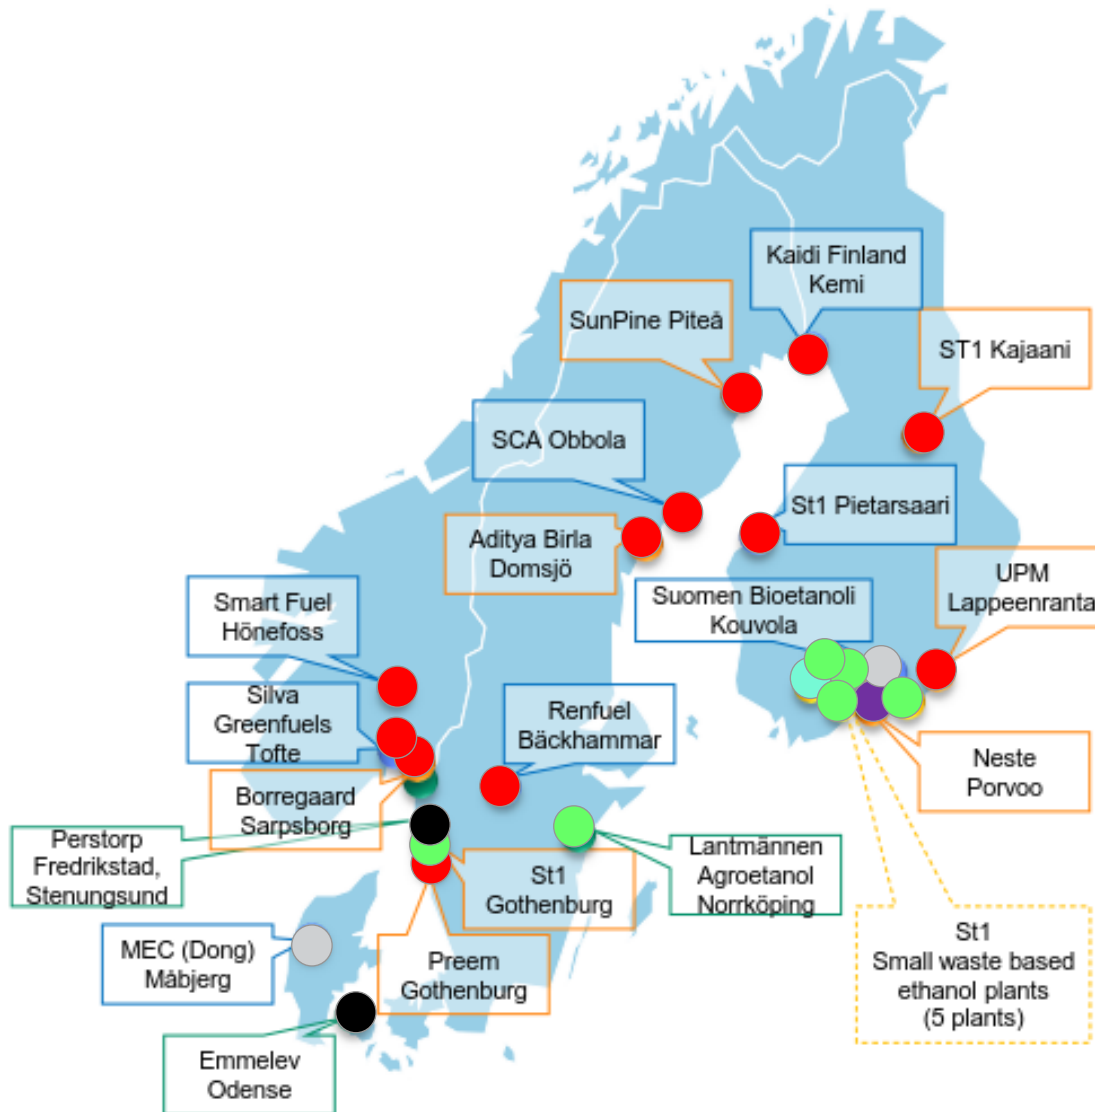 Kaidi Finland
Kemi
SunPine Piteå
ST1 Kajaani
SCA Obbola
St1 Pietarsaari
Aditya Birla
Domsjö
UPM
Lappeenranta
Smart Fuel
Hönefoss
Suomen Bioetanoli
Kouvola
Silva
Greenfuels
Tofte
Renfuel
Bäckhammar
Neste
Porvoo
Borregaard
Sarpsborg
Perstorp
Fredrikstad,
Stenungsund
St1
Gothenburg
Lantmännen
Agroetanol
Norrköping
MEC (Dong)
Måbjerg
Preem
Gothenburg
St1
Small waste based
ethanol plants
(5 plants)
Emmelev
Odense